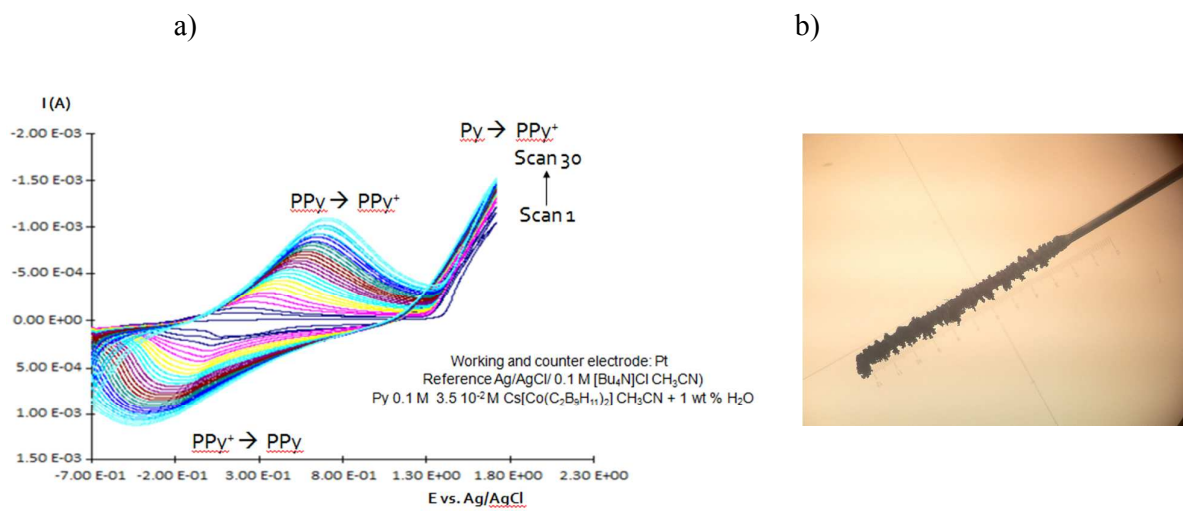 a)
b)
I (A)
-2.00 E-03
-1.50 E-03
-1.00 E-03
-5.00 E-04
0.00 E+00
5.00 E-04
1.00 E-03
1.50 E-03
Py → PPy⁺
Scan 30
Scan 1
PPy → PPy⁺
Working and counter electrode: Pt
Reference Ag/AgCl/ 0.1 M [Bu₄N]Cl CH₃CN)
Py 0.1 M 3.5 10⁻² M Cs[Co(C₂B₉H₁₁)₂] CH₃CN + 1 wt % H₂O
PPy⁺ → PPy
-7.00 E-01 -2.00 E-01 3.00 E-01 8.00 E-01 1.30 E+00 1.80 E+00 2.30 E+00
E vs. Ag/AgCl